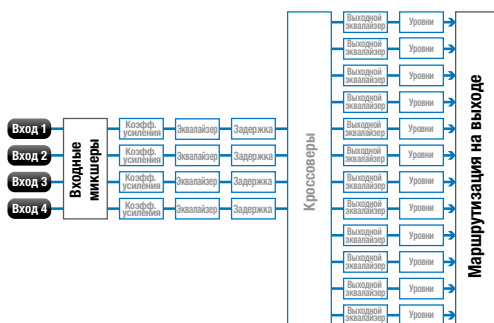 Выходной
эквалайзер
Уровни
Выходной
эквалайзер
Уровни
Выходной
эквалайзер
Уровни
Выходной
эквалайзер
Уровни
Вход 1
Коэфф.
усиления
Эквалайзер
Задержка
Выходной
эквалайзер
Уровни
Вход 2
Коэфф.
усиления
Эквалайзер
Задержка
Выходной
эквалайзер
Уровни
Вход 3
Коэфф.
усиления
Эквалайзер
Задержка
Выходной
эквалайзер
Уровни
Вход 4
Коэфф.
усиления
Эквалайзер
Задержка
Выходной
эквалайзер
Уровни
Выходной
эквалайзер
Уровни
Выходной
эквалайзер
Уровни
Выходной
эквалайзер
Уровни
Выходной
эквалайзер
Уровни
Входные
микшеры
Кроссоверы
Маршрутизация на выходе